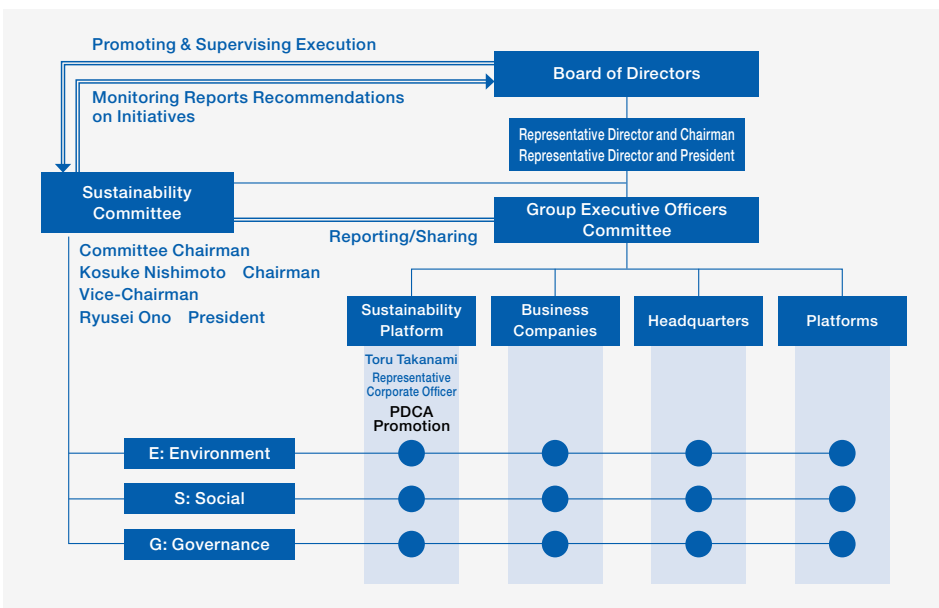 Promoting & Supervising Execution
Board of Directors
Monitoring Reports Recommendations
on Initiatives
Representative Director and Chairman
Representative Director and President
Sustainability
Committee
Group Executive Officers
Committee
Reporting/Sharing
Committee Chairman
Kosuke Nishimoto Chairman
Vice-Chairman
Ryusei Ono President
Sustainability
Platform
Business
Companies
Headquarters
Platforms
Toru Takanami
Representative
Corporate Officer
PDCA
Promotion
E: Environment
S: Social
G: Governance